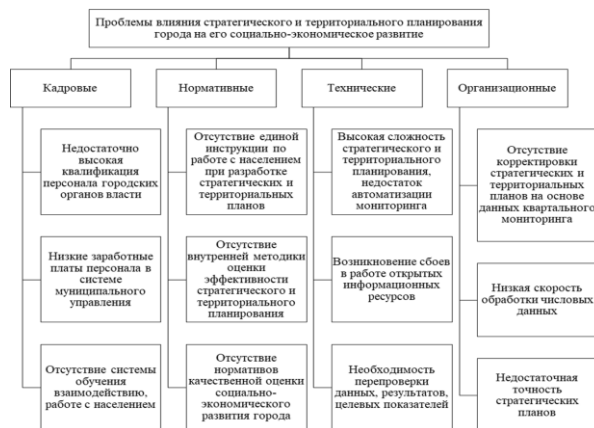 Проблемы влияния стратегического и территориального планирования
города на его социально-экономическое развитие
Кадровые
Нормативные
Технические
Организационные
Недостаточно
высокая
квалификация
персонала городских
органов власти
Отсутствие единой
инструкции по
работе с населением
при разработке
стратегических и
территориальных
планов
Высокая сложность
стратегического и
территориального
планирования,
недостаток
автоматизации
мониторинга
Отсутствие
корректировки
стратегических и
территориальных
планов на основе
данных квартального
мониторинга
Низкие заработные
платы персонала в
системе
муниципального
управления
Отсутствие
внутренней методики
оценки
эффективности
стратегического и
территориального
планирования
Возникновение сбоев
в работе открытых
информационных
ресурсов
Низкая скорость
обработки числовых
данных
Отсутствие системы
обучения
взаимодействию,
работе с населением
Отсутствие
нормативов
качественной оценки
социально-
экономического
развития города
Необходимость
перепроверки
данных, результатов,
целевых показателей
Недостаточная
точность
стратегических
планов